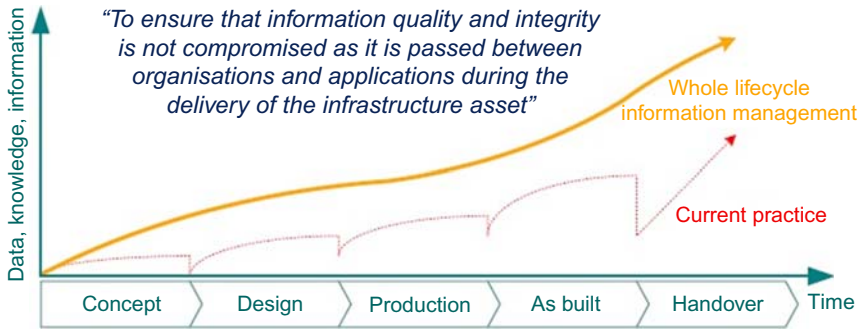 “To ensure that information quality and integrity
is not compromised as it is passed between
organisations and applications during the
delivery of the infrastructure asset”
Data, knowledge, information
Whole lifecycle
information management
Current practice
Concept
Design
Production
As built
Handover
Time